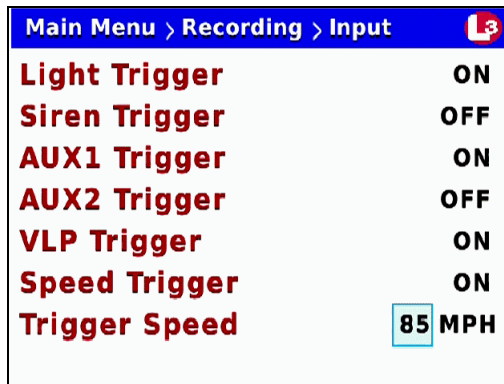 Main Menu > Recording > Input L3
Light Trigger ON
Siren Trigger OFF
AUX1 Trigger ON
AUX2 Trigger OFF
VLP Trigger ON
Speed Trigger ON
Trigger Speed 85 MPH